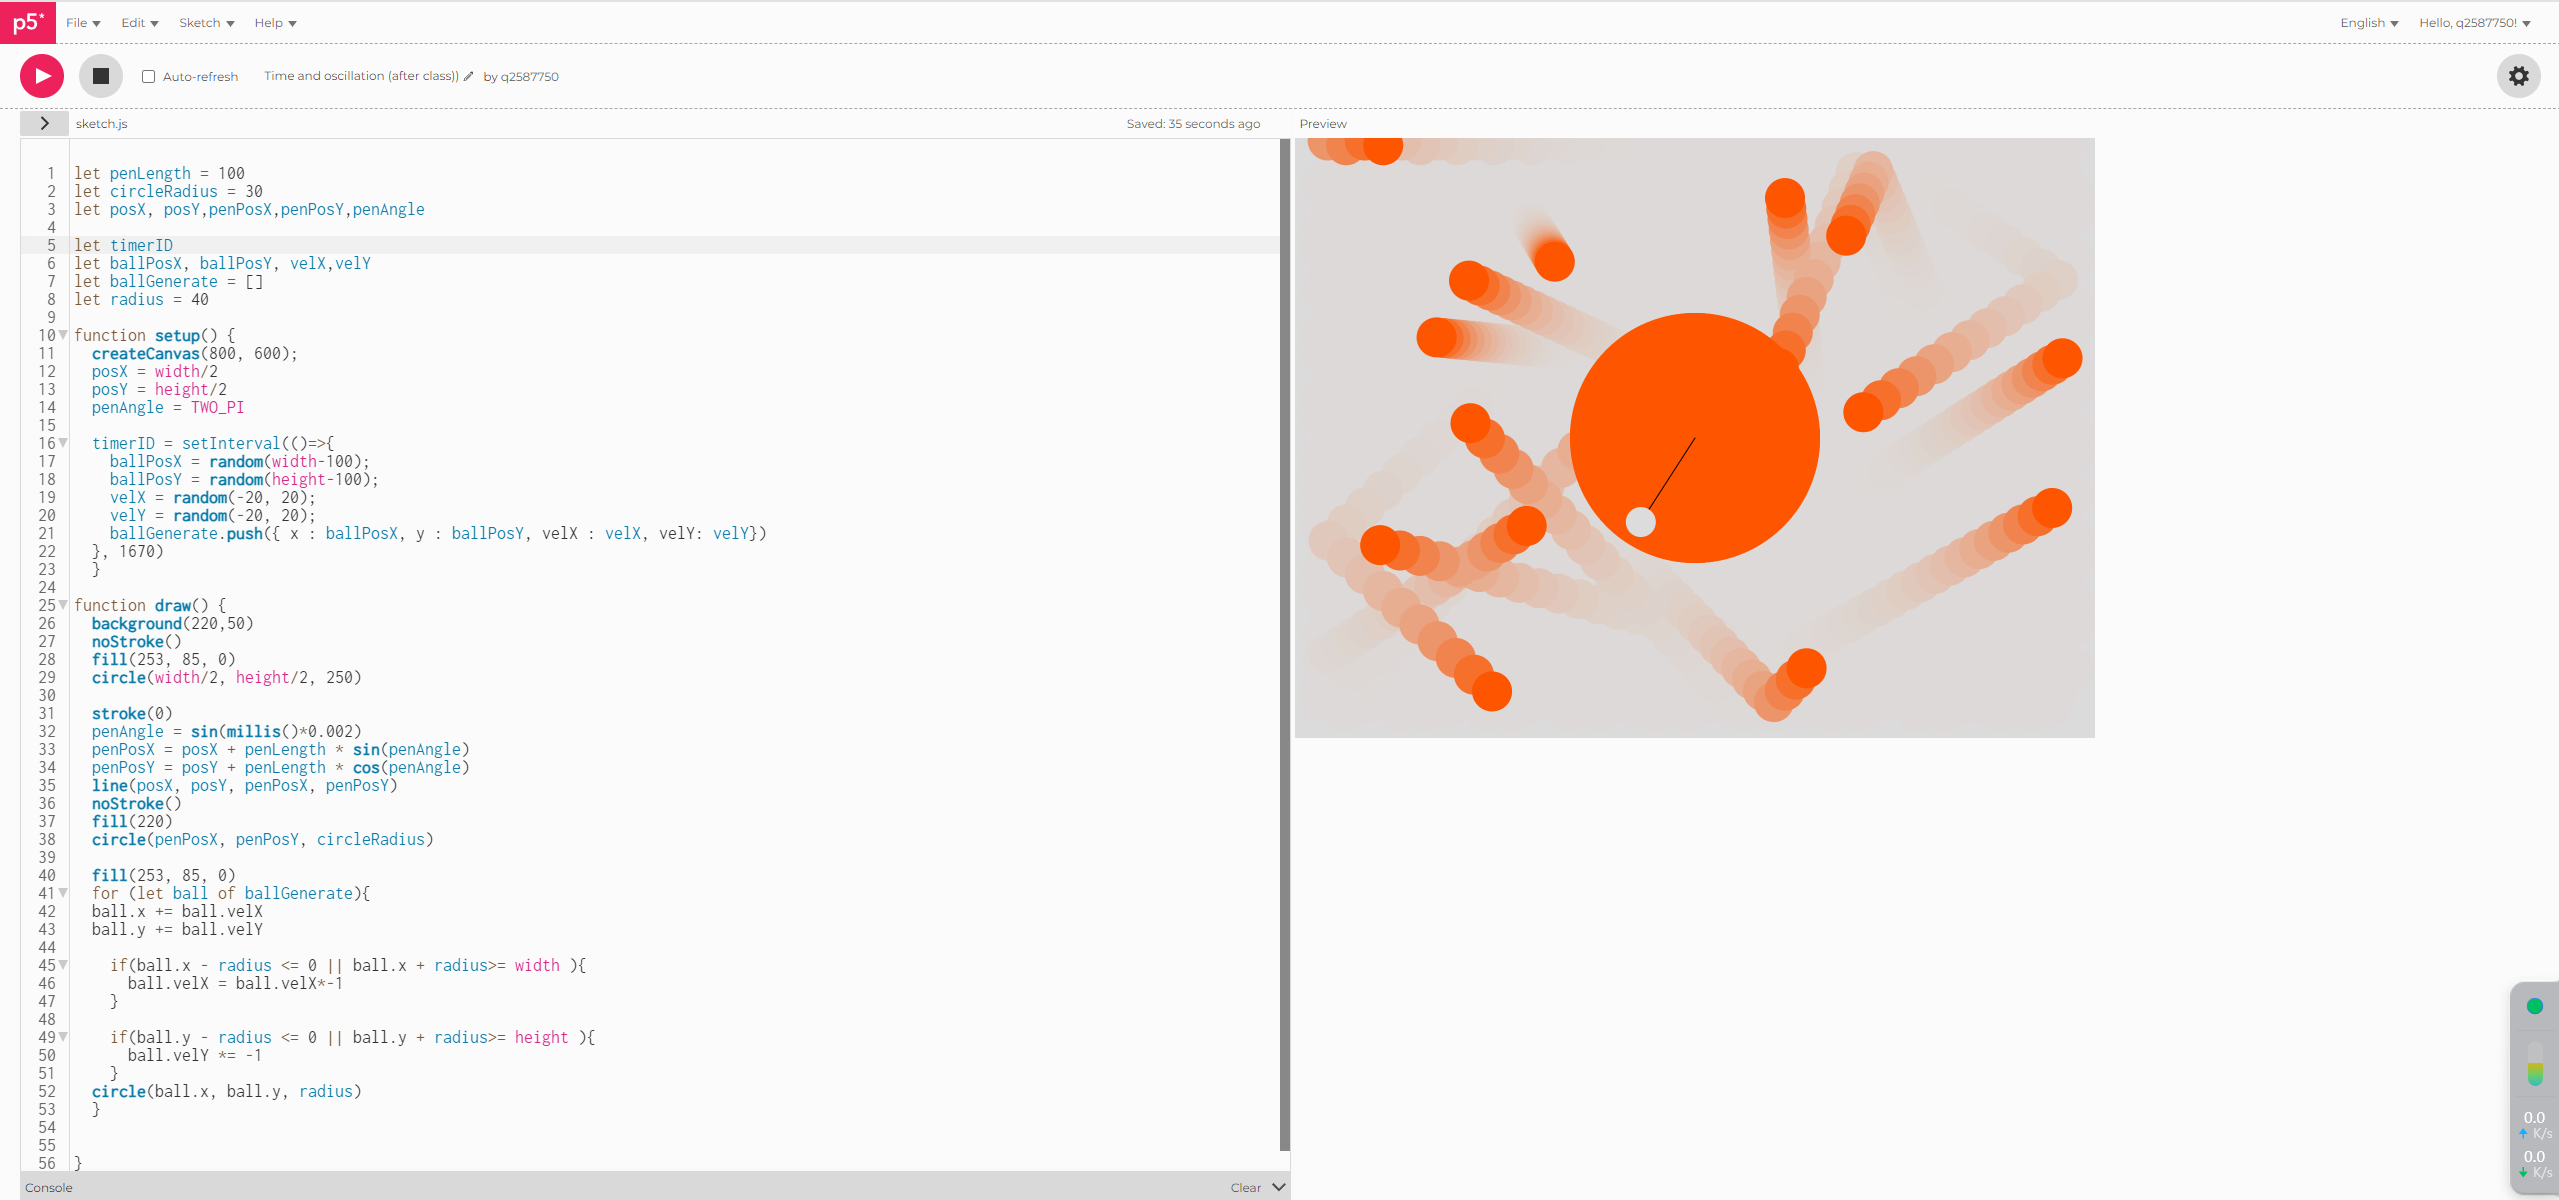 p5* File Edit Sketch Help English Hello, q2587750!
Auto-refresh Time and oscillation (after class)) by q2587750
sketch.js Saved: 35 seconds ago Preview
1 let penLength = 100
2 let circleRadius = 30
3 let posX, posY,penPosX,penPosY,penAngle
4
5 let timerID
6 let ballPosX, ballPosY, velX,velY
7 let ballGenerate = []
8 let radius = 40
9
10 function setup() {
11 createCanvas(800, 600);
12 posX = width/2
13 posY = height/2
14 penAngle = TWO_PI
15
16 timerID = setInterval(()=>{
17 ballPosX = random(width-100);
18 ballPosY = random(height-100);
19 velX = random(-20, 20);
20 velY = random(-20, 20);
21 ballGenerate.push({ x : ballPosX, y : ballPosY, velX : velX, velY: velY})
22 }, 1670)
23 }
24
25 function draw() {
26 background(220,50)
27 noStroke()
28 fill(253, 85, 0)
29 circle(width/2, height/2, 250)
30
31 stroke(0)
32 penAngle = sin(millis()*0.002)
33 penPosX = posX + penLength * sin(penAngle)
34 penPosY = posY + penLength * cos(penAngle)
35 line(posX, posY, penPosX, penPosY)
36 noStroke()
37 fill(220)
38 circle(penPosX, penPosY, circleRadius)
39
40 fill(253, 85, 0)
41 for (let ball of ballGenerate){
42 ball.x += ball.velX
43 ball.y += ball.velY
44
45 if(ball.x - radius <= 0 || ball.x + radius>= width ){
46 ball.velX = ball.velX*-1
47 }
48
49 if(ball.y - radius <= 0 || ball.y + radius>= height ){
50 ball.velY *= -1
51 }
52 circle(ball.x, ball.y, radius)
53 }
54
55
56 }
Console Clear
0.0
K/s
0.0
K/s